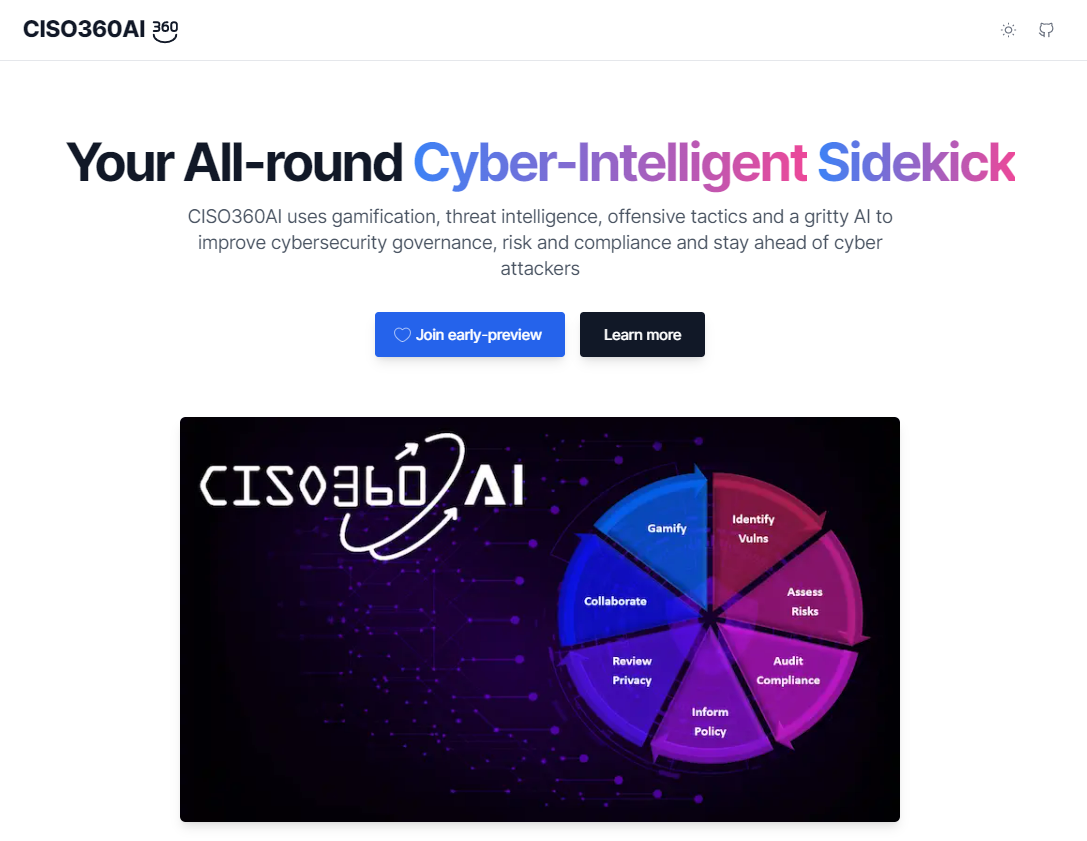 CISO360AI 360
Your All-round Cyber-Intelligent Sidekick
CISO360AI uses gamification, threat intelligence, offensive tactics and a gritty AI to
improve cybersecurity governance, risk and compliance and stay ahead of cyber
attackers
Join early-preview
Learn more
CISO360 AI
Gamify
Identify
Vulns
Assess
Risks
Audit
Compliance
Inform
Policy
Review
Privacy
Collaborate